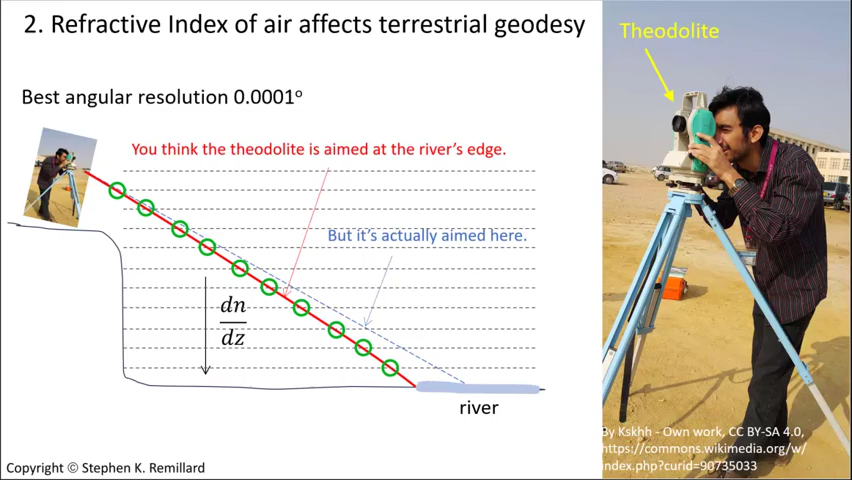 2. Refractive Index of air affects terrestrial geodesy
Theodolite
Best angular resolution 0.0001°
You think the theodolite is aimed at the river's edge.
But it's actually aimed here.
dn
dz
river
By Kskhh - Own work, CC BY-SA 4.0,
https://commons.wikimedia.org/w/
index.php?curid=90735033
Copyright © Stephen K. Remillard